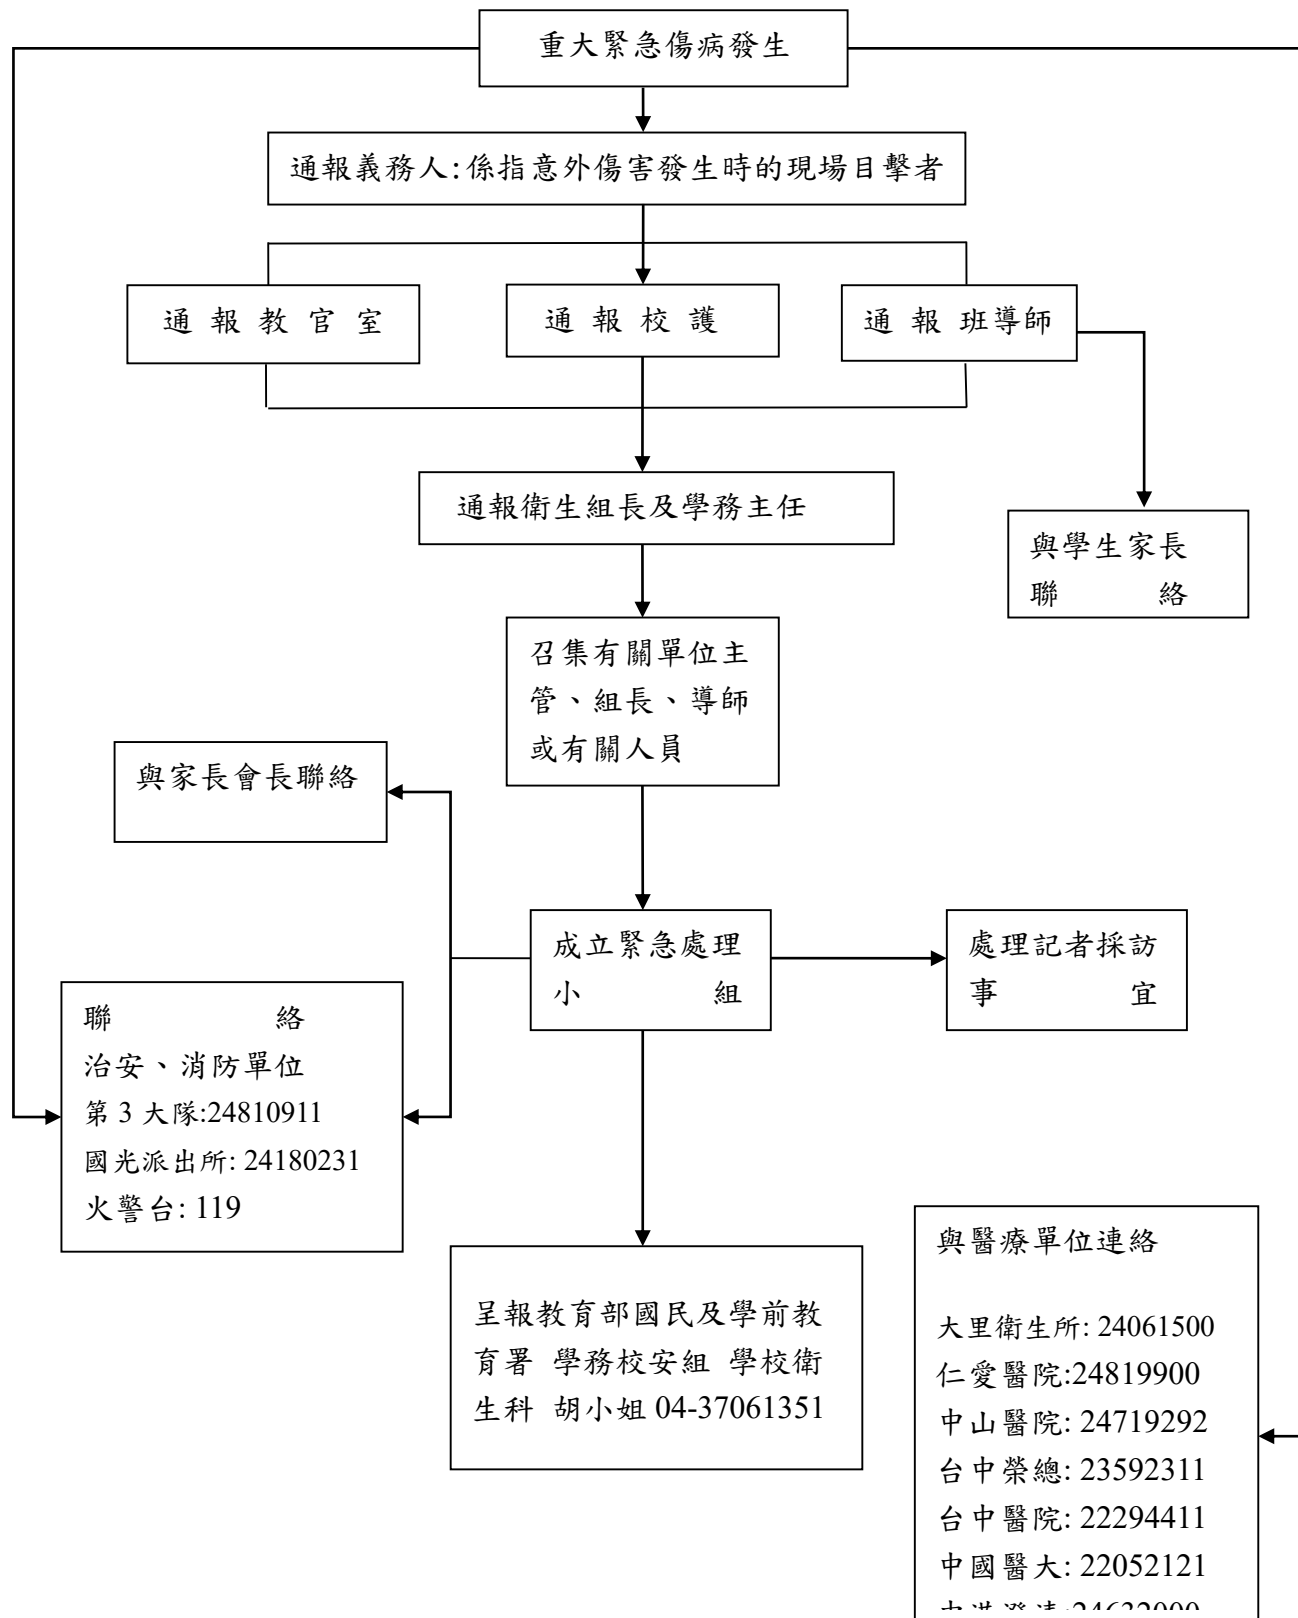 重大緊急傷病發生
通報義務人:係指意外傷害發生時的現場目擊者
通 報 教 官 室
通 報 校 護
通 報 班導師
通報衛生組長及學務主任
與學生家長
聯 絡
召集有關單位主
管、組長、導師
或有關人員
與家長會長聯絡
成立緊急處理
小 組
處理記者採訪
事 宜
聯 絡
治安、消防單位
第 3 大隊:24810911
國光派出所: 24180231
火警台: 119
呈報教育部國民及學前教
育署 學務校安組 學校衛
生科 胡小姐 04-37061351
與醫療單位連絡
大里衛生所: 24061500
仁愛醫院:24819900
中山醫院: 24719292
台中榮總: 23592311
台中醫院: 22294411
中國醫大: 22052121